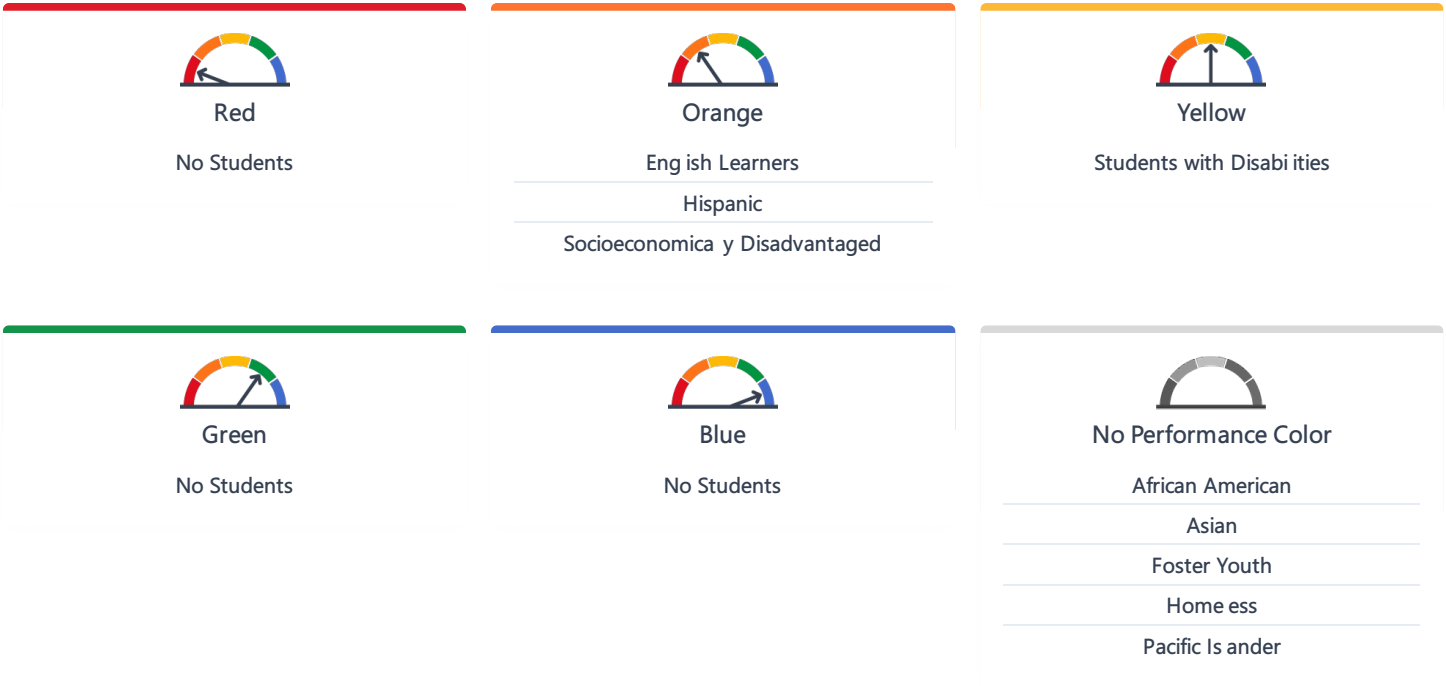 Red
No Students
Orange
Eng ish Learners
Hispanic
Socioeconomica y Disadvantaged
Yellow
Students with Disabi ities
Green
No Students
Blue
No Students
No Performance Color
African American
Asian
Foster Youth
Home ess
Pacific Is ander